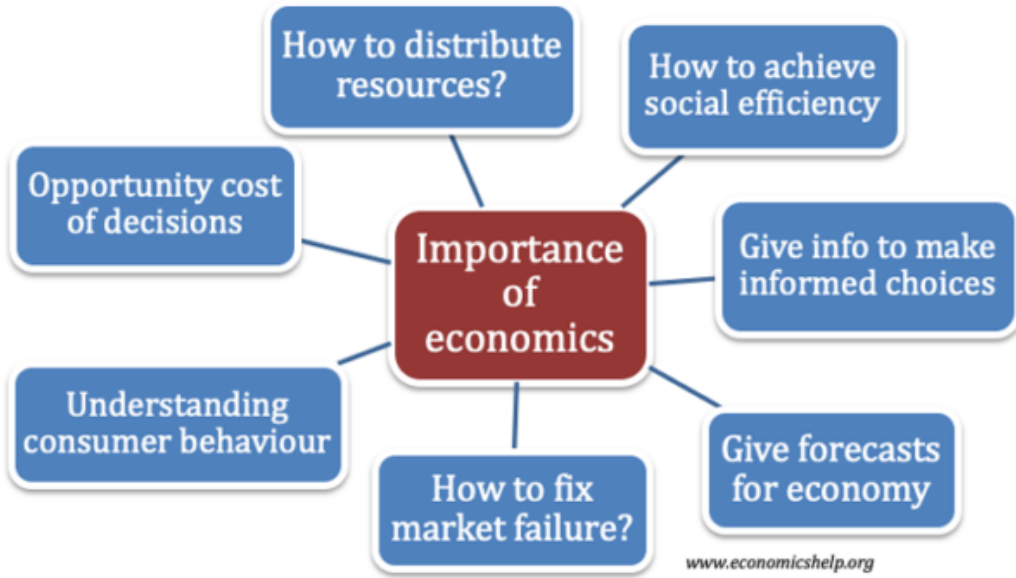 How to distribute
resources?
How to achieve
social efficiency
Opportunity cost
of decisions
Importance
of
economics
Give info to make
informed choices
Understanding
consumer behaviour
How to fix
market failure?
Give forecasts
for economy
www.economicshelp.org